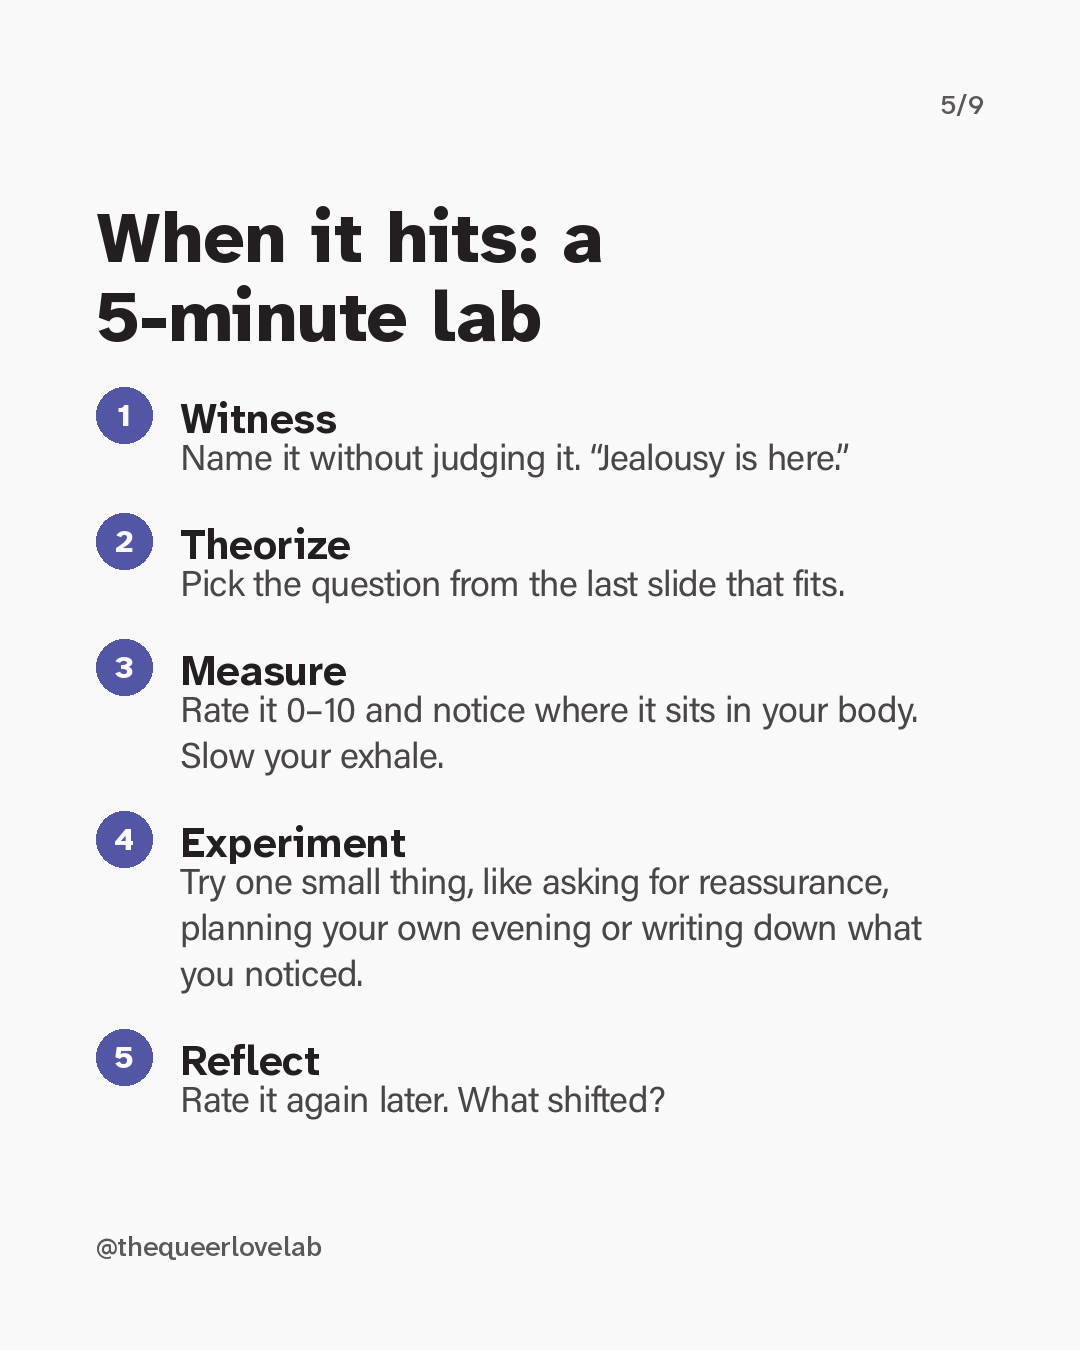 5/9
When it hits: a
5-minute lab
1
Witness
Name it without judging it. “Jealousy is here.”
2
Theorize
Pick the question from the last slide that fits.
3
Measure
Rate it 0–10 and notice where it sits in your body.
Slow your exhale.
4
Experiment
Try one small thing, like asking for reassurance,
planning your own evening or writing down what
you noticed.
5
Reflect
Rate it again later. What shifted?
@thequeerlovelab